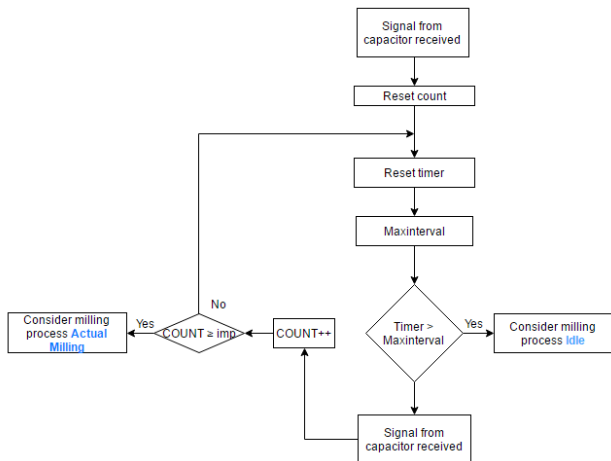 Signal from
capacitor received
Reset count
Reset timer
Maxinterval
No
Consider milling
process Actual
Milling
Yes
COUNT ≥ imp
COUNT++
Timer >
Maxinterval
Yes
Consider milling
process Idle
Signal from
capacitor received